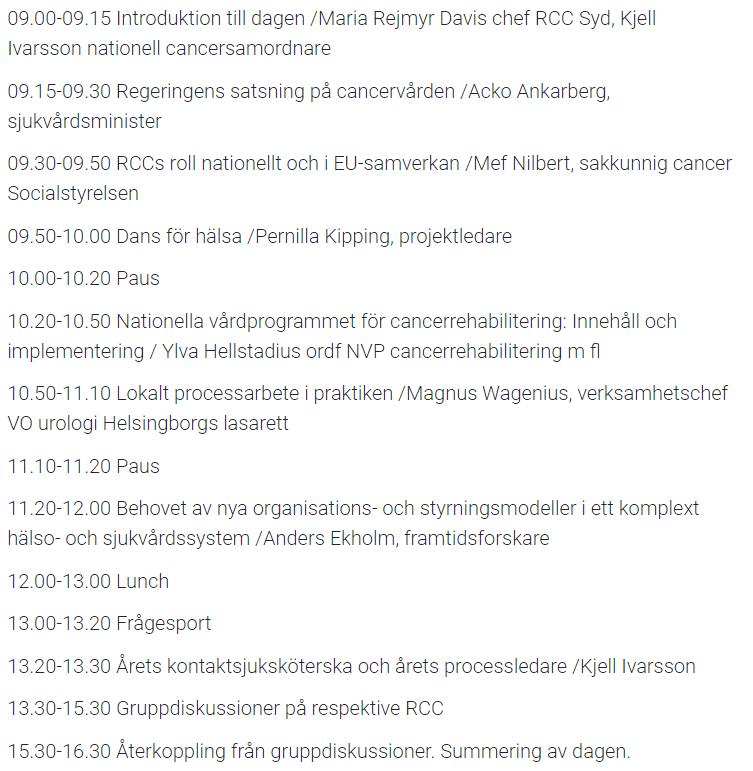 09.00-09.15 Introduktion till dagen /Maria Rejmyr Davis chef RCC Syd, Kjell
Ivarsson nationell cancersamordnare
09.15-09.30 Regeringens satsning på cancervården /Acko Ankarberg,
sjukvårdsminister
09.30-09.50 RCCs roll nationellt och i EU-samverkan /Mef Nilbert, sakkunnig cancer
Socialstyrelsen
09.50-10.00 Dans för hälsa /Pernilla Kipping, projektledare
10.00-10.20 Paus
10.20-10.50 Nationella vårdprogrammet för cancerrehabilitering: Innehåll och
implementering / Ylva Hellstadius ordf NVP cancerrehabilitering m fl
10.50-11.10 Lokalt processarbete i praktiken /Magnus Wagenius, verksamhetschef
VO urologi Helsingborgs lasarett
11.10-11.20 Paus
11.20-12.00 Behovet av nya organisations- och styrningsmodeller i ett komplext
hälso- och sjukvårdssystem /Anders Ekholm, framtidsforskare
12.00-13.00 Lunch
13.00-13.20 Frågesport
13.20-13.30 Årets kontaktsjuksköterska och årets processledare /Kjell Ivarsson
13.30-15.30 Gruppdiskussioner på respektive RCC
15.30-16.30 Återkoppling från gruppdiskussioner. Summering av dagen.